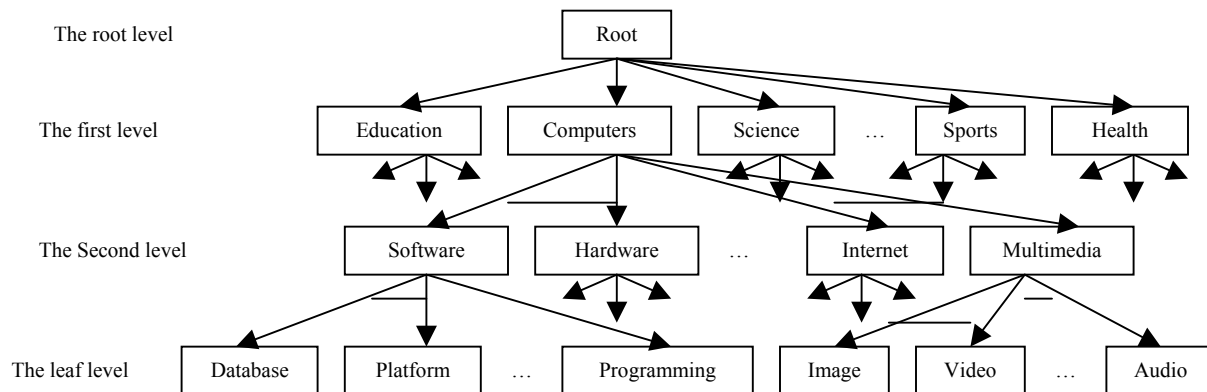 The root level Root
The first level Education Computers Science … Sports Health
The Second level Software Hardware … Internet Multimedia
The leaf level Database Platform … Programming Image Video … Audio